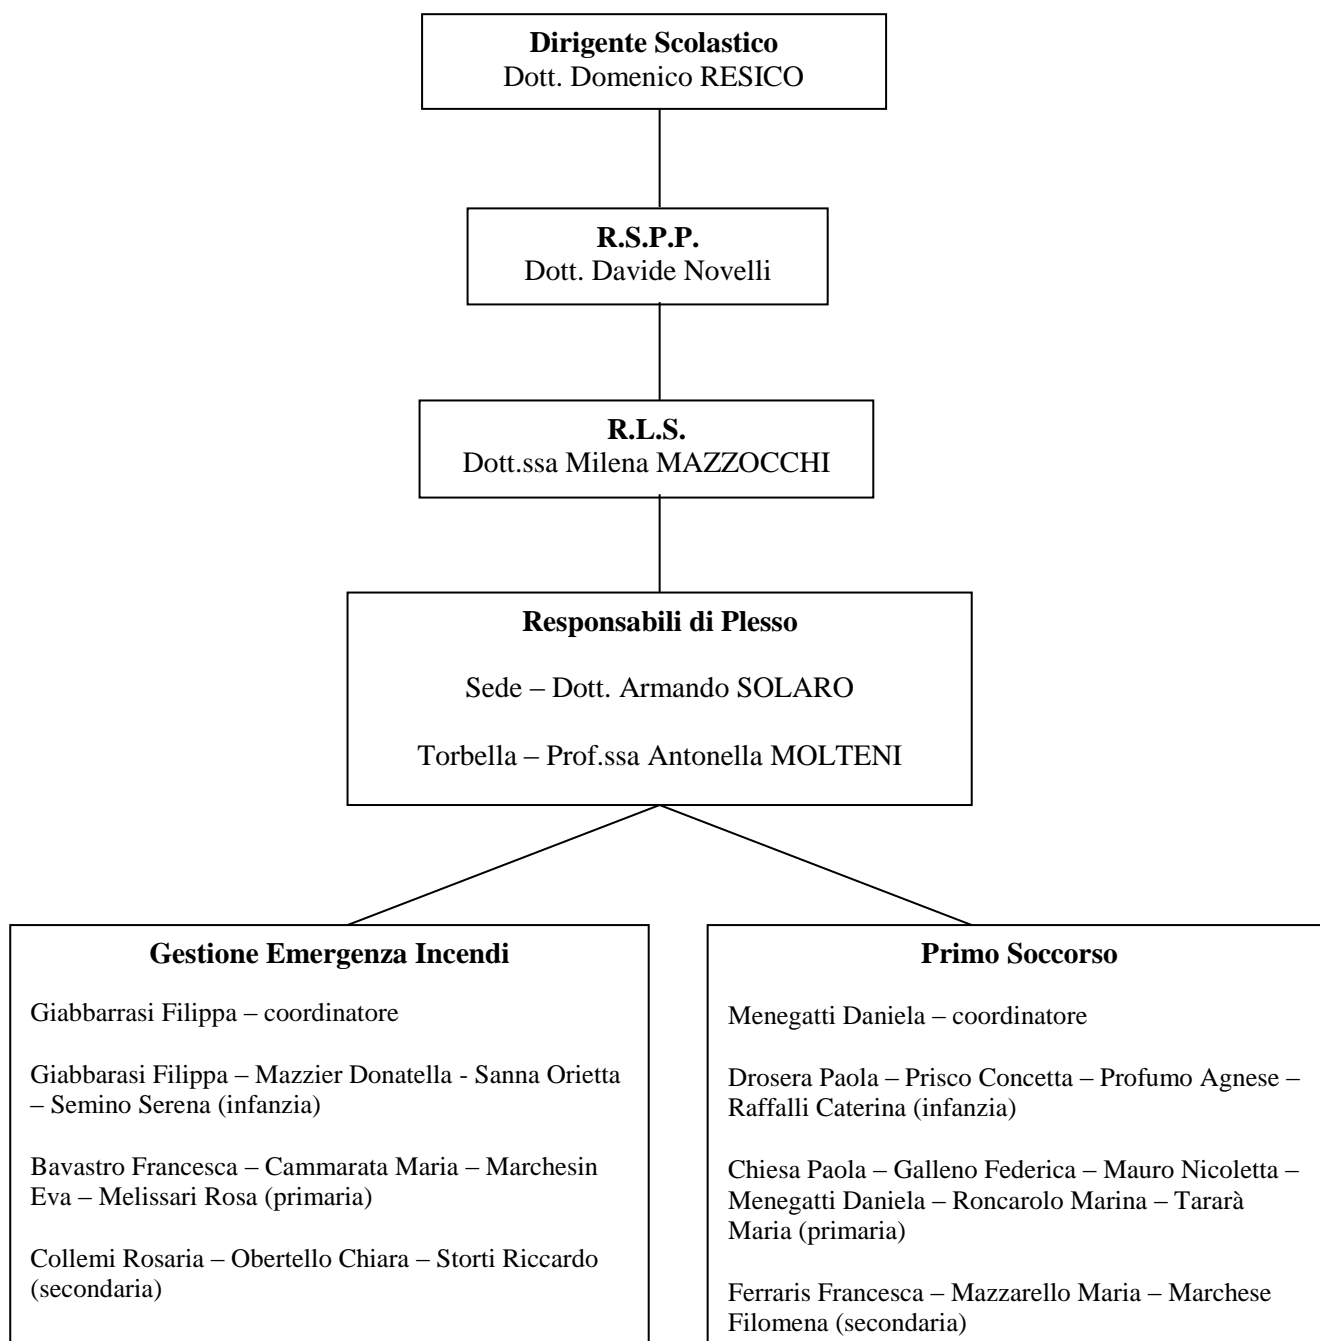 Dirigente Scolastico
Dott. Domenico RESICO
R.S.P.P.
Dott. Davide Novelli
R.L.S.
Dott.ssa Milena MAZZOCCHI
Responsabili di Plesso
Sede – Dott. Armando SOLARO
Torbella – Prof.ssa Antonella MOLTENI
Gestione Emergenza Incendi
Giabbarrasi Filippa – coordinatore
Giabbarasi Filippa – Mazzier Donatella - Sanna Orietta
– Semino Serena (infanzia)
Bavastro Francesca – Cammarata Maria – Marchesin
Eva – Melissari Rosa (primaria)
Collemi Rosaria – Obertello Chiara – Storti Riccardo
(secondaria)
Primo Soccorso
Menegatti Daniela – coordinatore
Drosera Paola – Prisco Concetta – Profumo Agnese –
Raffalli Caterina (infanzia)
Chiesa Paola – Galleno Federica – Mauro Nicoletta –
Menegatti Daniela – Roncarolo Marina – Tararà
Maria (primaria)
Ferraris Francesca – Mazzarello Maria – Marchese
Filomena (secondaria)